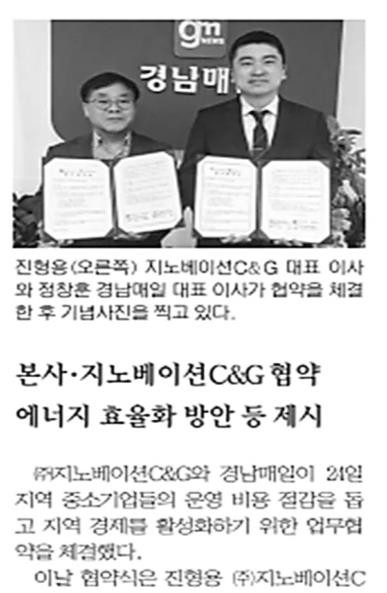 gm
NEWS
경남매
진형용(오른쪽) 지노베이션C&G 대표 이사
와 정창훈 경남매일 대표 이사가 협약을 체결
한 후 기념사진을 찍고 있다.
본사·지노베이션C&G 협약
에너지 효율화 방안 등 제시
㈜지노베이션C&G와 경남매일이 24일
지역 중소기업들의 운영 비용 절감을 돕
고 지역 경제를 활성화하기 위한 업무협
약을 체결했다.
이날 협약식은 진형용 ㈜지노베이션C